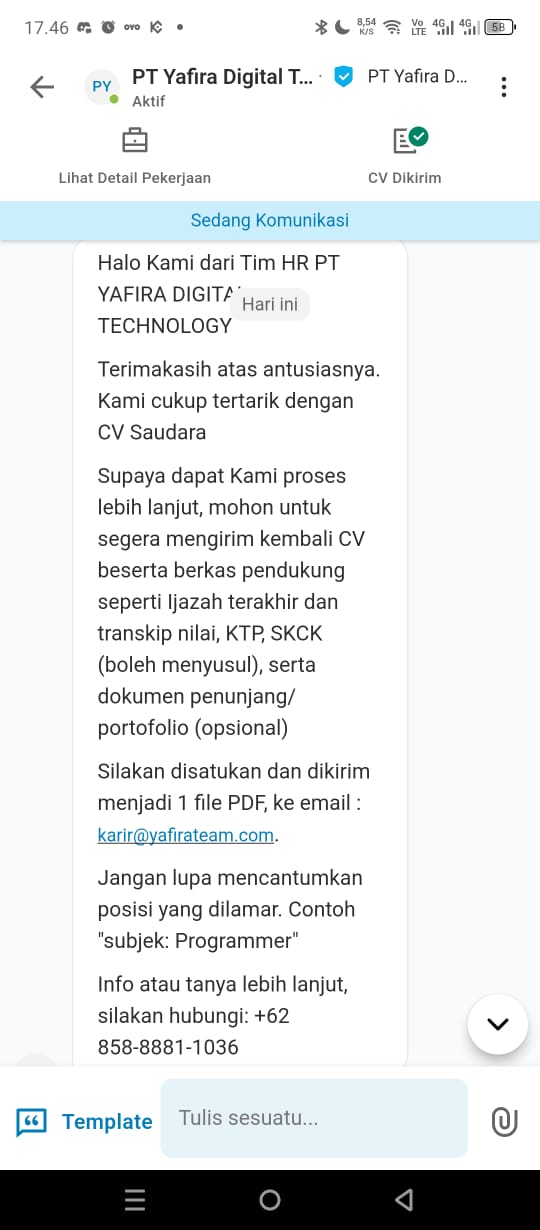 17.46 ovo 8,54 K/S Vo LTE 4G 4G 58
PY PT Yafira Digital T... · PT Yafira D...
Aktif
Lihat Detail Pekerjaan CV Dikirim
Sedang Komunikasi
Halo Kami dari Tim HR PT
YAFIRA DIGITA
Hari ini
TECHNOLOGY
Terimakasih atas antusiasnya.
Kami cukup tertarik dengan
CV Saudara
Supaya dapat Kami proses
lebih lanjut, mohon untuk
segera mengirim kembali CV
beserta berkas pendukung
seperti Ijazah terakhir dan
transkip nilai, KTP, SKCK
(boleh menyusul), serta
dokumen penunjang/
portofolio (opsional)
Silakan disatukan dan dikirim
menjadi 1 file PDF, ke email :
karir@yafirateam.com.
Jangan lupa mencantumkan
posisi yang dilamar. Contoh
"subjek: Programmer"
Info atau tanya lebih lanjut,
silakan hubungi: +62
858-8881-1036
Template Tulis sesuatu...